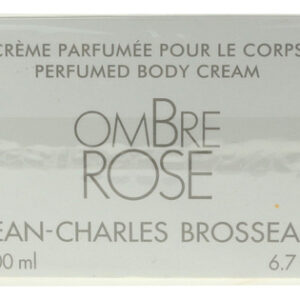 CRÈME PARFUMÉE POUR LE CORPS
PERFUMED BODY CREAM
OMBRE
ROSE
EAN-CHARLES BROSSEA
00 ml 6.7